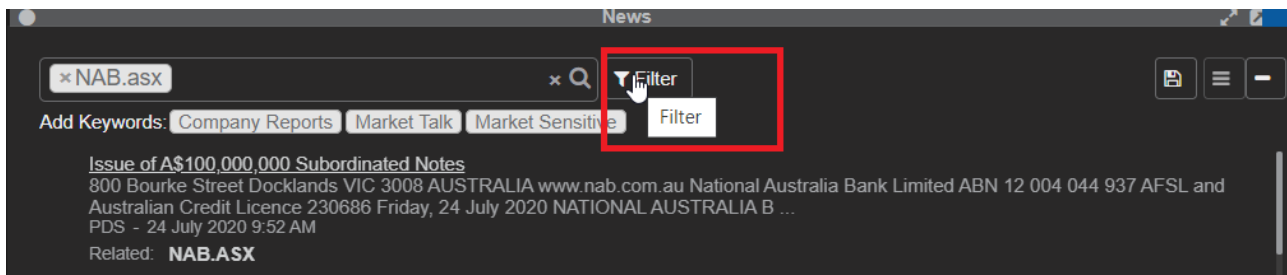 News
×NAB.asx × Filter
Filter
Add Keywords: Company Reports Market Talk Market Sensitive
Issue of A$100,000,000 Subordinated Notes
800 Bourke Street Docklands VIC 3008 AUSTRALIA www.nab.com.au National Australia Bank Limited ABN 12 004 044 937 AFSL and
Australian Credit Licence 230686 Friday, 24 July 2020 NATIONAL AUSTRALIA B ...
PDS - 24 July 2020 9:52 AM
Related: NAB.ASX